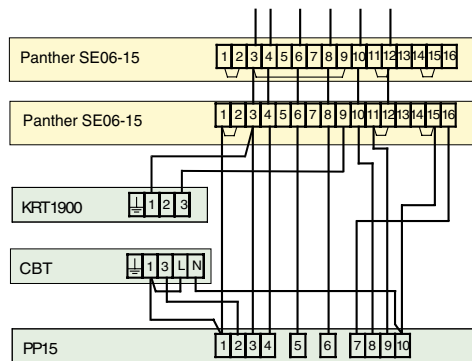 Panther SE06-15 1 2 3 4 5 6 7 8 9 10 11 12 13 14 15 16
Panther SE06-15 1 2 3 4 5 6 7 8 9 10 11 12 13 14 15 16
KRT1900 1 2 3
CBT 1 3 L N
PP15 1 2 3 4 5 6 7 8 9 10